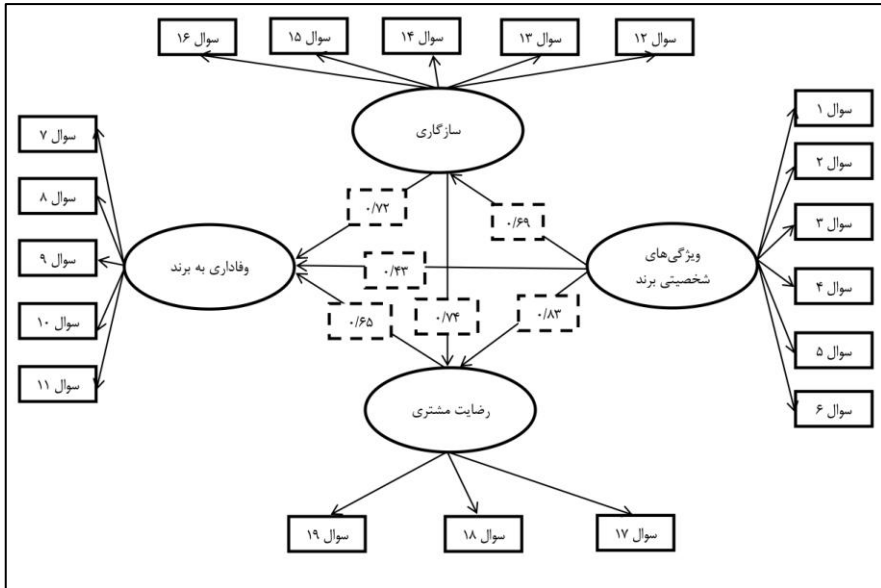 سوال ۱۲
سوال ۱۳
سوال ۱۴
سوال ۱۵
سوال ۱۶
سازگاری
سوال ۱
سوال ۲
سوال ۳
سوال ۴
سوال ۵
سوال ۶
ویژگی‌های
شخصیتی برند
۰/۶۹
۰/۷۲
۰/۴۳
۰/۸۳
۰/۷۴
۰/۶۵
وفاداری به برند
سوال ۷
سوال ۸
سوال ۹
سوال ۱۰
سوال ۱۱
رضایت مشتری
سوال ۱۷
سوال ۱۸
سوال ۱۹